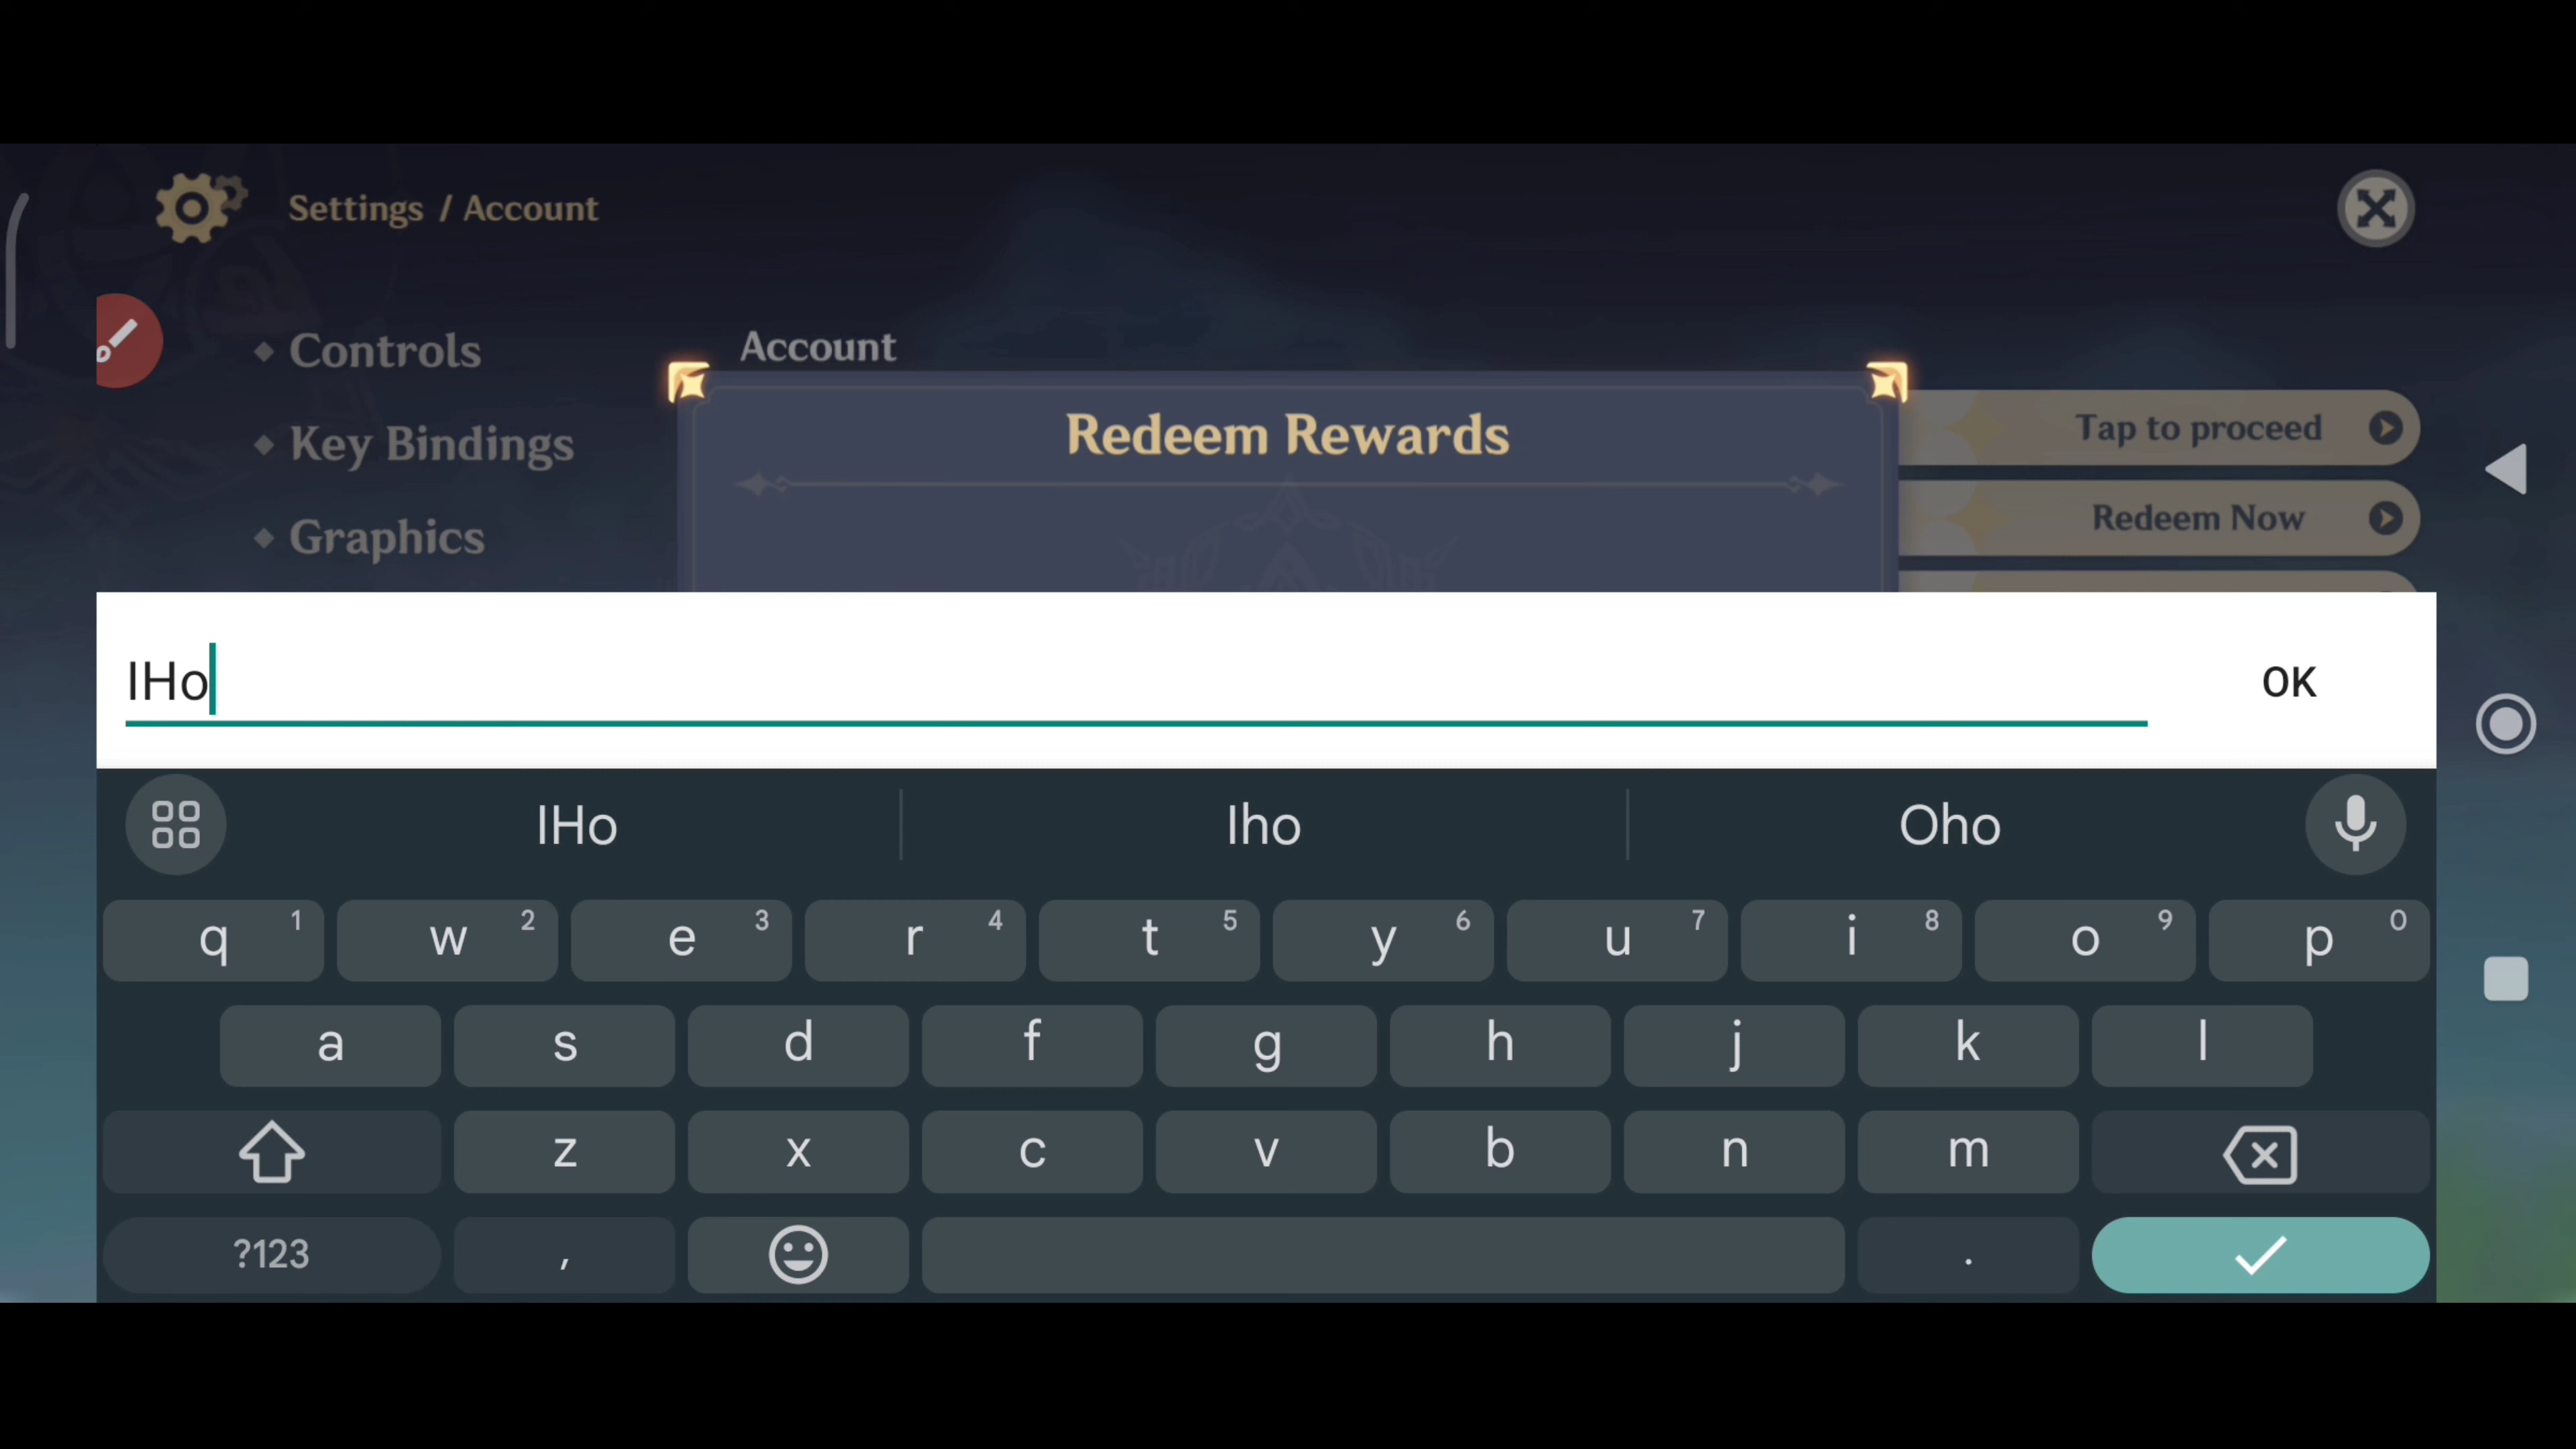 Settings / Account
Controls
Key Bindings
Graphics
Account
Redeem Rewards
Tap to proceed
Redeem Now
IHo
OK
IHo Iho Oho
q 1 w 2 e 3 r 4 t 5 y 6 u 7 i 8 o 9 p 0
a s d f g h j k l
z x c v b n m
?123 , .